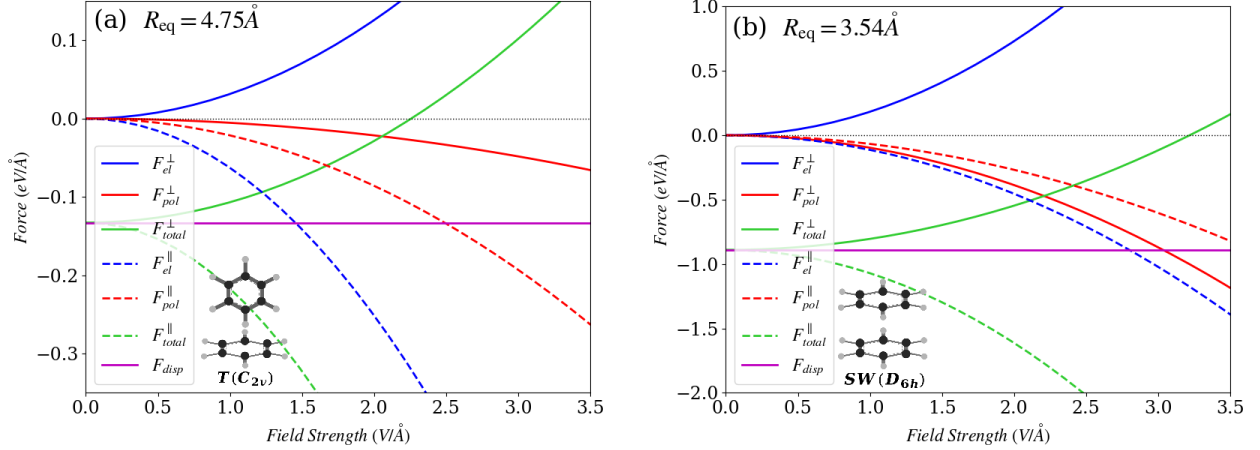 (a) R_eq = 4.75Å
0.1
0.0
−0.1
−0.2
−0.3
Force (eV/Å)
F_el^⊥
F_pol^⊥
F_total^⊥
F_el^∥
F_pol^∥
F_total^∥
F_disp
T(C_2v)
0.0 0.5 1.0 1.5 2.0 2.5 3.0 3.5
Field Strength (V/Å)
(b) R_eq = 3.54Å
1.0
0.5
0.0
−0.5
−1.0
−1.5
−2.0
Force (eV/Å)
F_el^⊥
F_pol^⊥
F_total^⊥
F_el^∥
F_pol^∥
F_total^∥
F_disp
SW(D_6h)
0.0 0.5 1.0 1.5 2.0 2.5 3.0 3.5
Field Strength (V/Å)